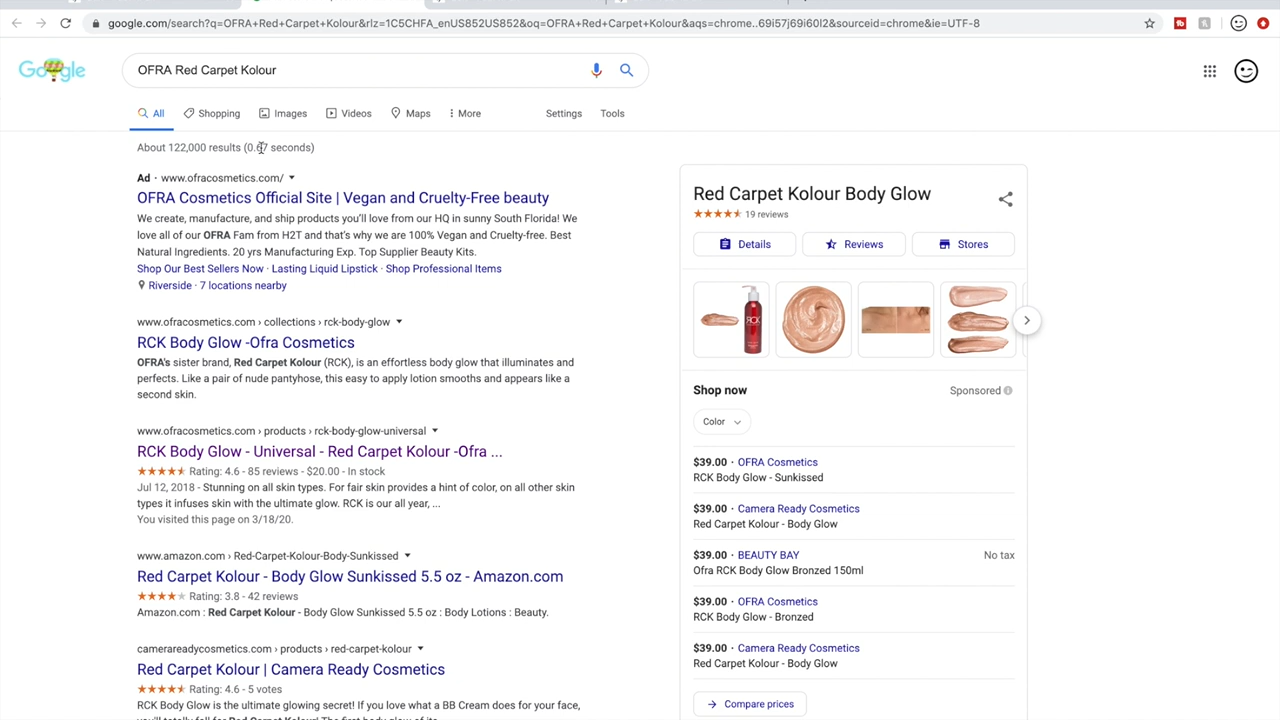 google.com/search?q=OFRA+Red+Carpet+Kolour&rlz=1C5CHFA_enUS852US852&oq=OFRA+Red+Carpet+Kolour&aqs=chrome..69i57j69i60l2&sourceid=chrome&ie=UTF-8
Google
OFRA Red Carpet Kolour
All Shopping Images Videos Maps More Settings Tools
About 122,000 results (0.67 seconds)
Ad · www.ofracosmetics.com/
OFRA Cosmetics Official Site | Vegan and Cruelty-Free beauty
We create, manufacture, and ship products you'll love from our HQ in sunny South Florida! We
love all of our OFRA Fam from H2T and that's why we are 100% Vegan and Cruelty-free. Best
Natural Ingredients. 20 yrs Manufacturing Exp. Top Supplier Beauty Kits.
Shop Our Best Sellers Now · Lasting Liquid Lipstick · Shop Professional Items
Riverside · 7 locations nearby
www.ofracosmetics.com › collections › rck-body-glow
RCK Body Glow -Ofra Cosmetics
OFRA's sister brand, Red Carpet Kolour (RCK), is an effortless body glow that illuminates and
perfects. Like a pair of nude pantyhose, this easy to apply lotion smooths and appears like a
second skin.
www.ofracosmetics.com › products › rck-body-glow-universal
RCK Body Glow - Universal - Red Carpet Kolour -Ofra ...
Rating: 4.6 - 85 reviews - $20.00 - In stock
Jul 12, 2018 - Stunning on all skin types. For fair skin provides a hint of color, on all other skin
types it infuses skin with the ultimate glow. RCK is our all year, ...
You visited this page on 3/18/20.
www.amazon.com › Red-Carpet-Kolour-Body-Sunkissed
Red Carpet Kolour - Body Glow Sunkissed 5.5 oz - Amazon.com
Rating: 3.8 - 42 reviews
Amazon.com : Red Carpet Kolour - Body Glow Sunkissed 5.5 oz : Body Lotions : Beauty.
camerareadycosmetics.com › products › red-carpet-kolour
Red Carpet Kolour | Camera Ready Cosmetics
Rating: 4.6 - 5 votes
RCK Body Glow is the ultimate glowing secret! If you love what a BB Cream does for your face,
Red Carpet Kolour Body Glow
19 reviews
Details Reviews Stores
RCK
Shop now Sponsored
Color
$39.00 · OFRA Cosmetics
RCK Body Glow - Sunkissed
$39.00 · Camera Ready Cosmetics
Red Carpet Kolour - Body Glow
$39.00 · BEAUTY BAY No tax
Ofra RCK Body Glow Bronzed 150ml
$39.00 · OFRA Cosmetics
RCK Body Glow - Bronzed
$39.00 · Camera Ready Cosmetics
Red Carpet Kolour - Body Glow
Compare prices